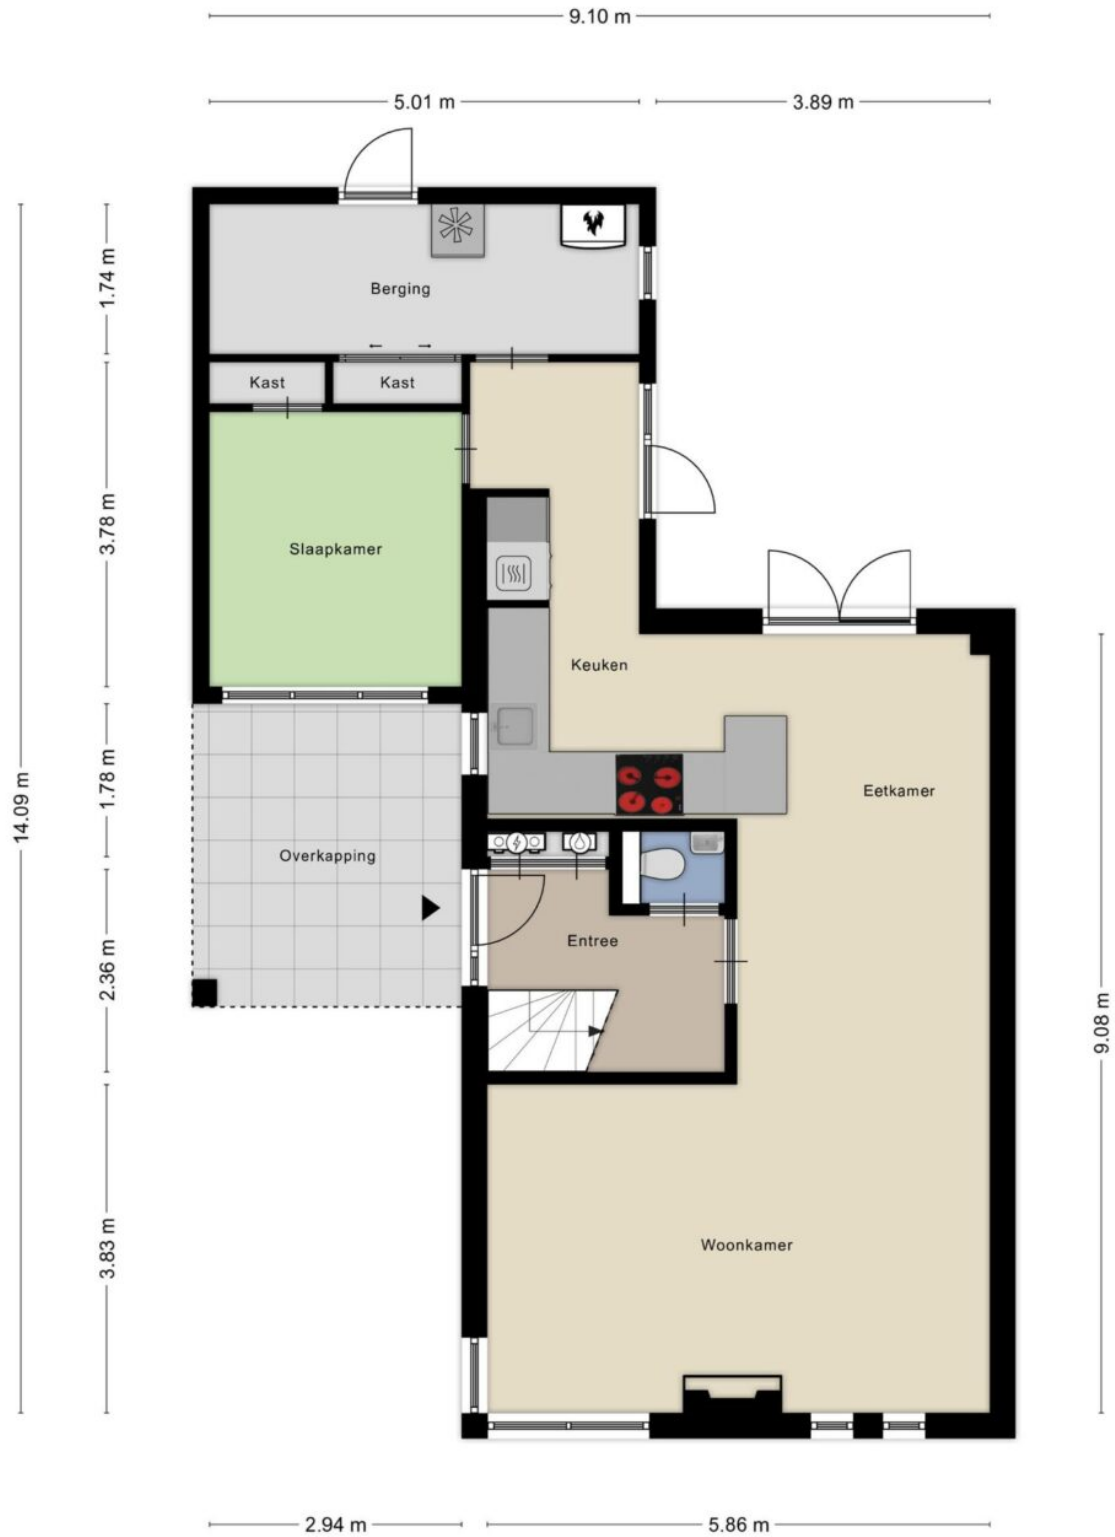 9.10 m
5.01 m
3.89 m
1.74 m
Berging
Kast
Kast
3.78 m
Slaapkamer
Keuken
14.09 m
1.78 m
Eetkamer
Overkapping
2.36 m
Entree
9.08 m
3.83 m
Woonkamer
2.94 m
5.86 m